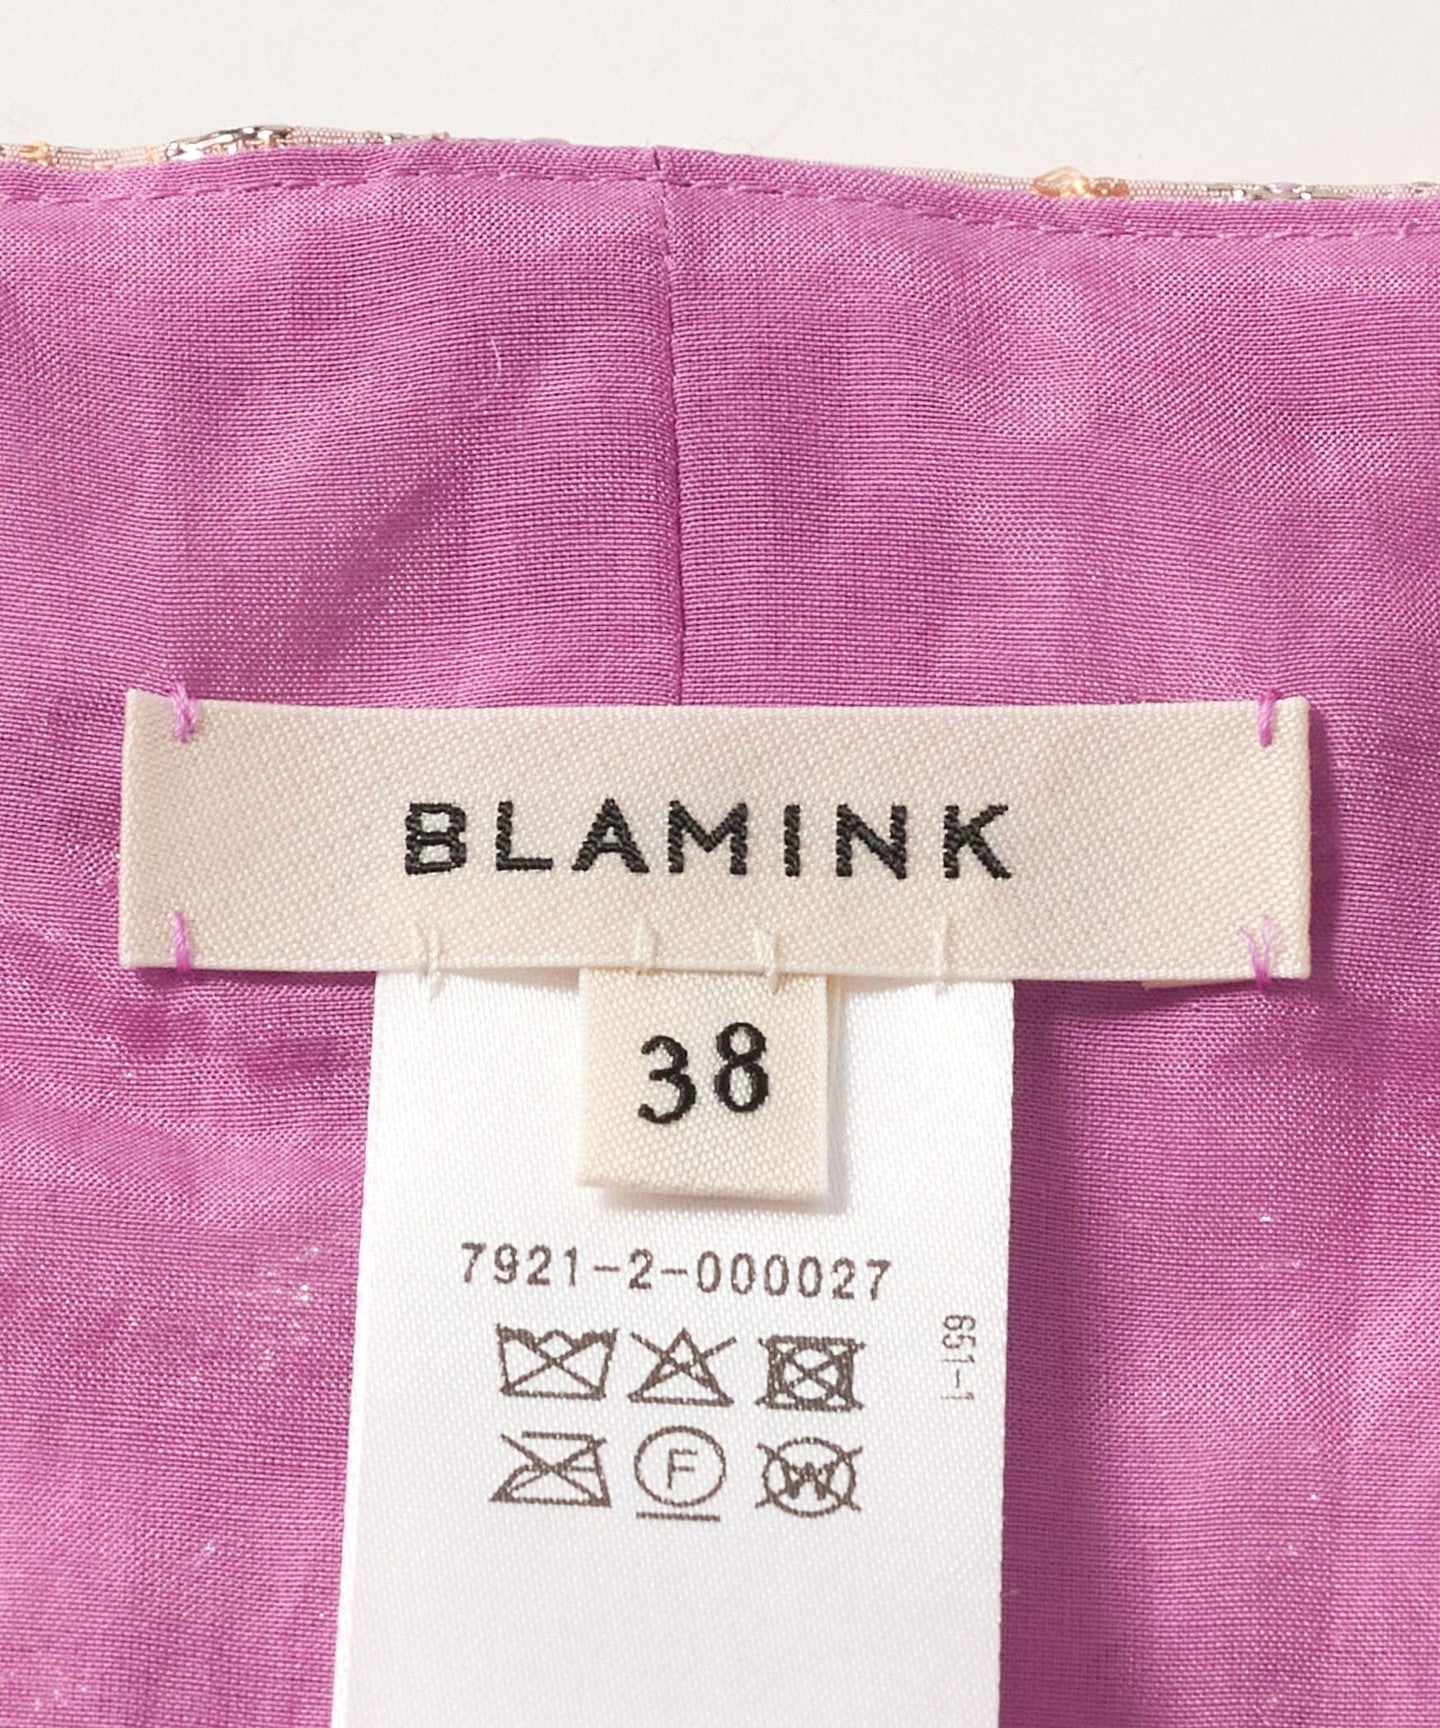 BLAMINK
38
7921-2-000027
651-1
F
W